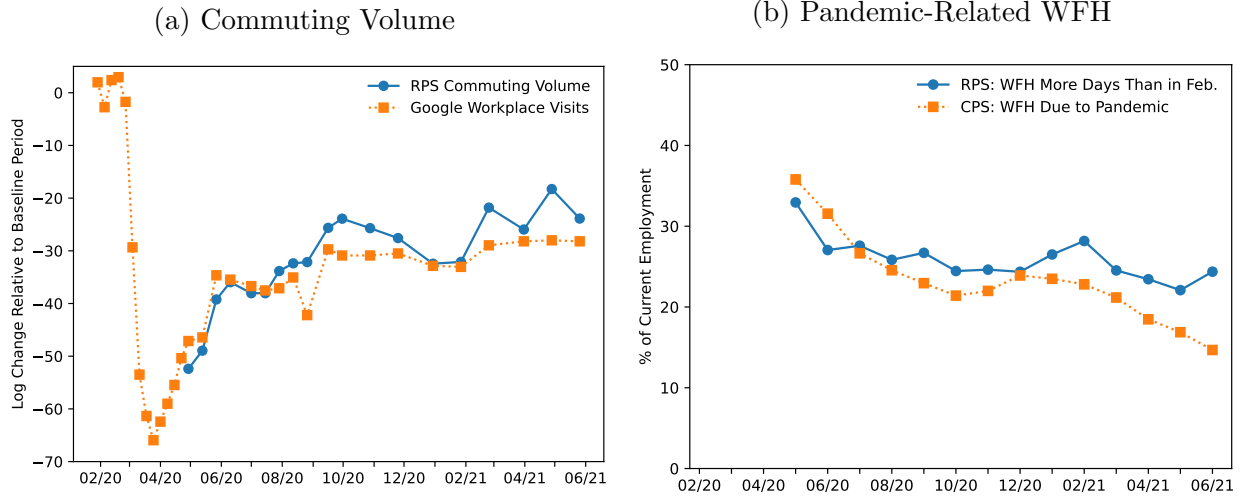 (a) Commuting Volume
RPS Commuting Volume
Google Workplace Visits
Log Change Relative to Baseline Period
0
−10
−20
−30
−40
−50
−60
−70
02/20 04/20 06/20 08/20 10/20 12/20 02/21 04/21 06/21
(b) Pandemic-Related WFH
RPS: WFH More Days Than in Feb.
CPS: WFH Due to Pandemic
% of Current Employment
50
40
30
20
10
0
02/20 04/20 06/20 08/20 10/20 12/20 02/21 04/21 06/21